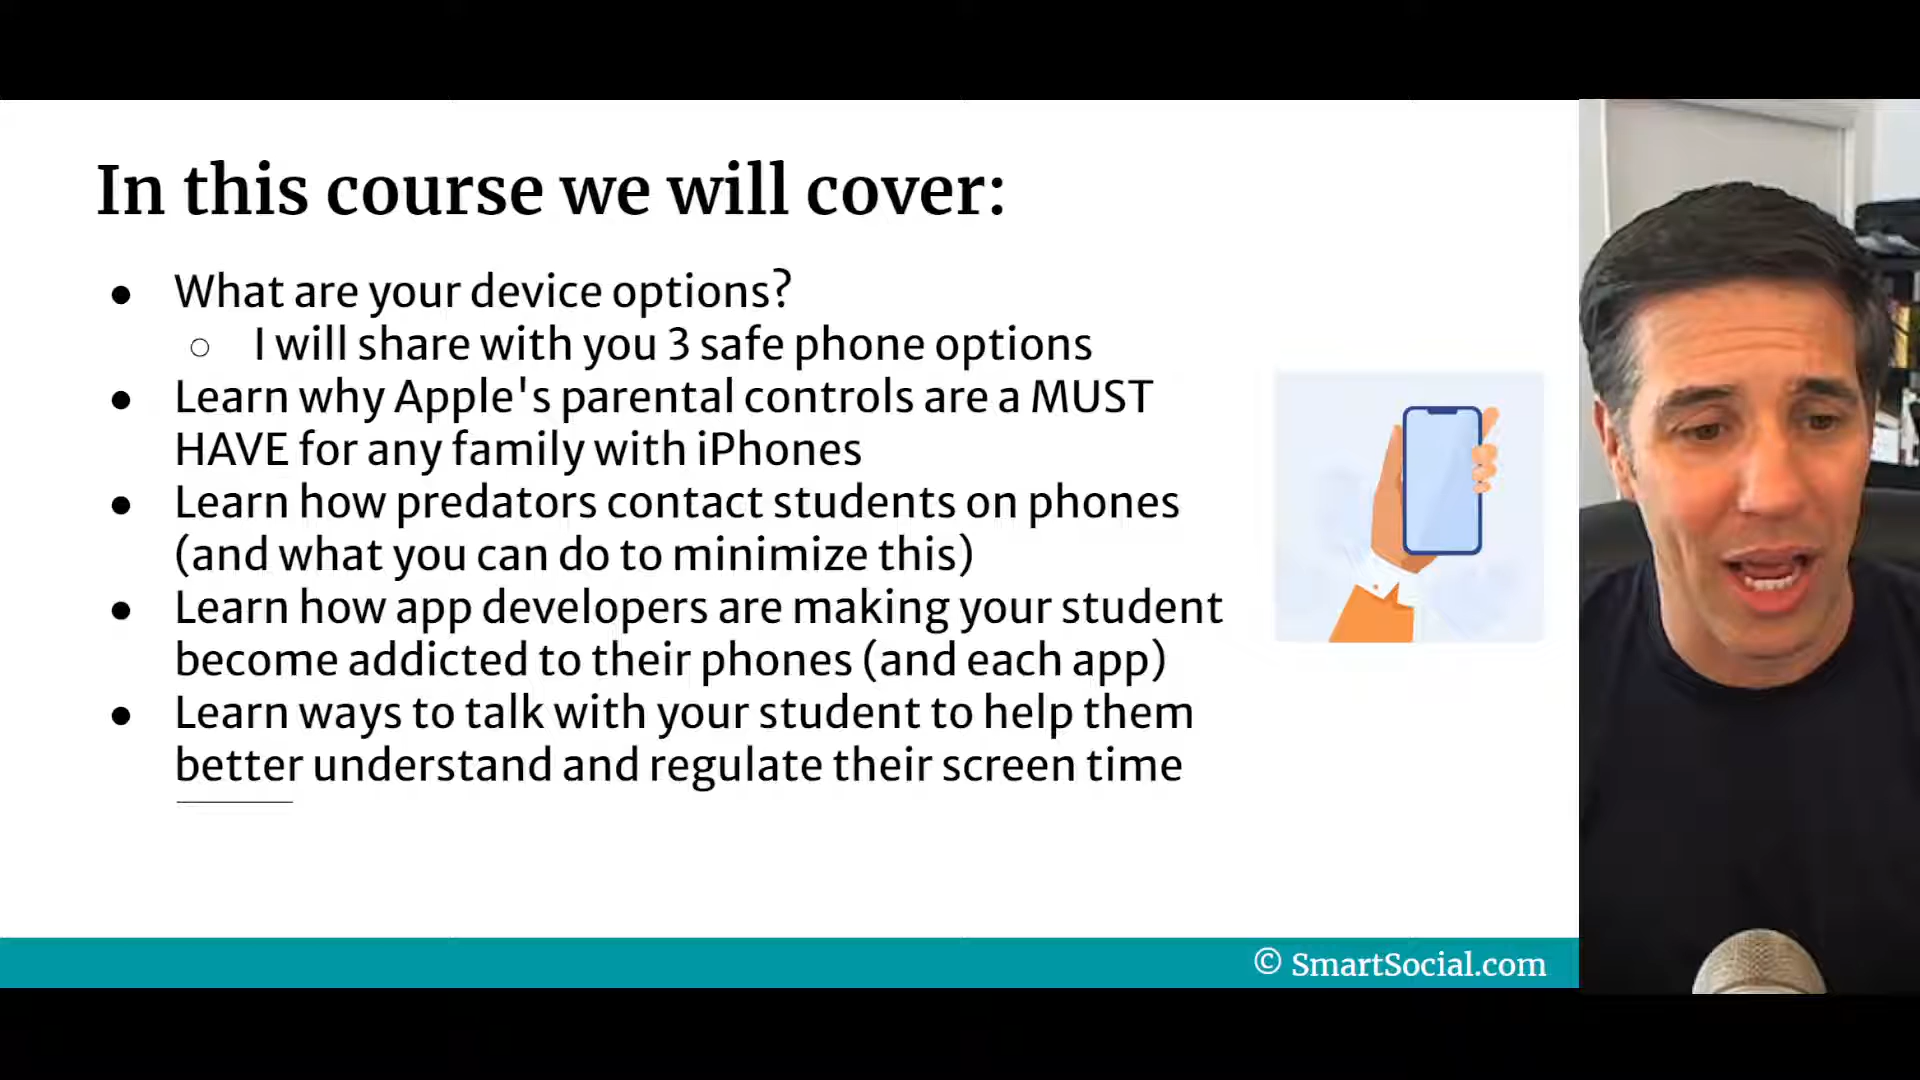 In this course we will cover:
● What are your device options?
○ I will share with you 3 safe phone options
● Learn why Apple's parental controls are a MUST
HAVE for any family with iPhones
● Learn how predators contact students on phones
(and what you can do to minimize this)
● Learn how app developers are making your student
become addicted to their phones (and each app)
● Learn ways to talk with your student to help them
better understand and regulate their screen time
© SmartSocial.com